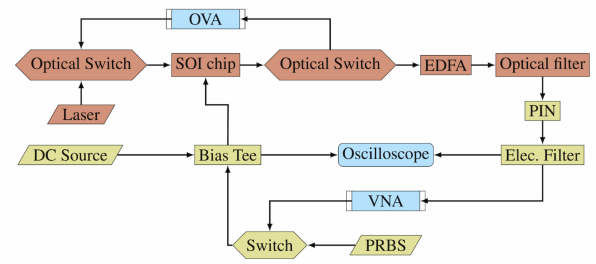 OVA
Optical Switch
SOI chip
Optical Switch
EDFA
Optical filter
Laser
PIN
DC Source
Bias Tee
Oscilloscope
Elec. Filter
VNA
Switch
PRBS